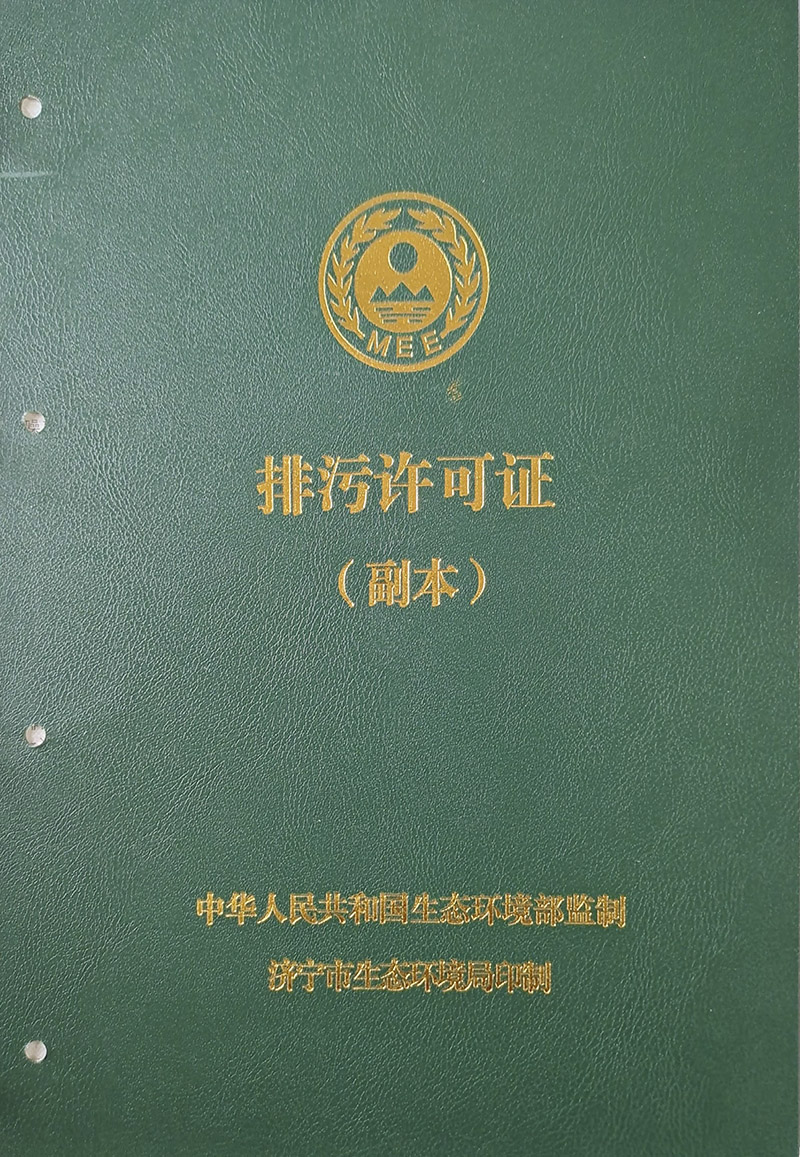 MEE
排污许可证
（副本）
中华人民共和国生态环境部监制
济宁市生态环境局印制